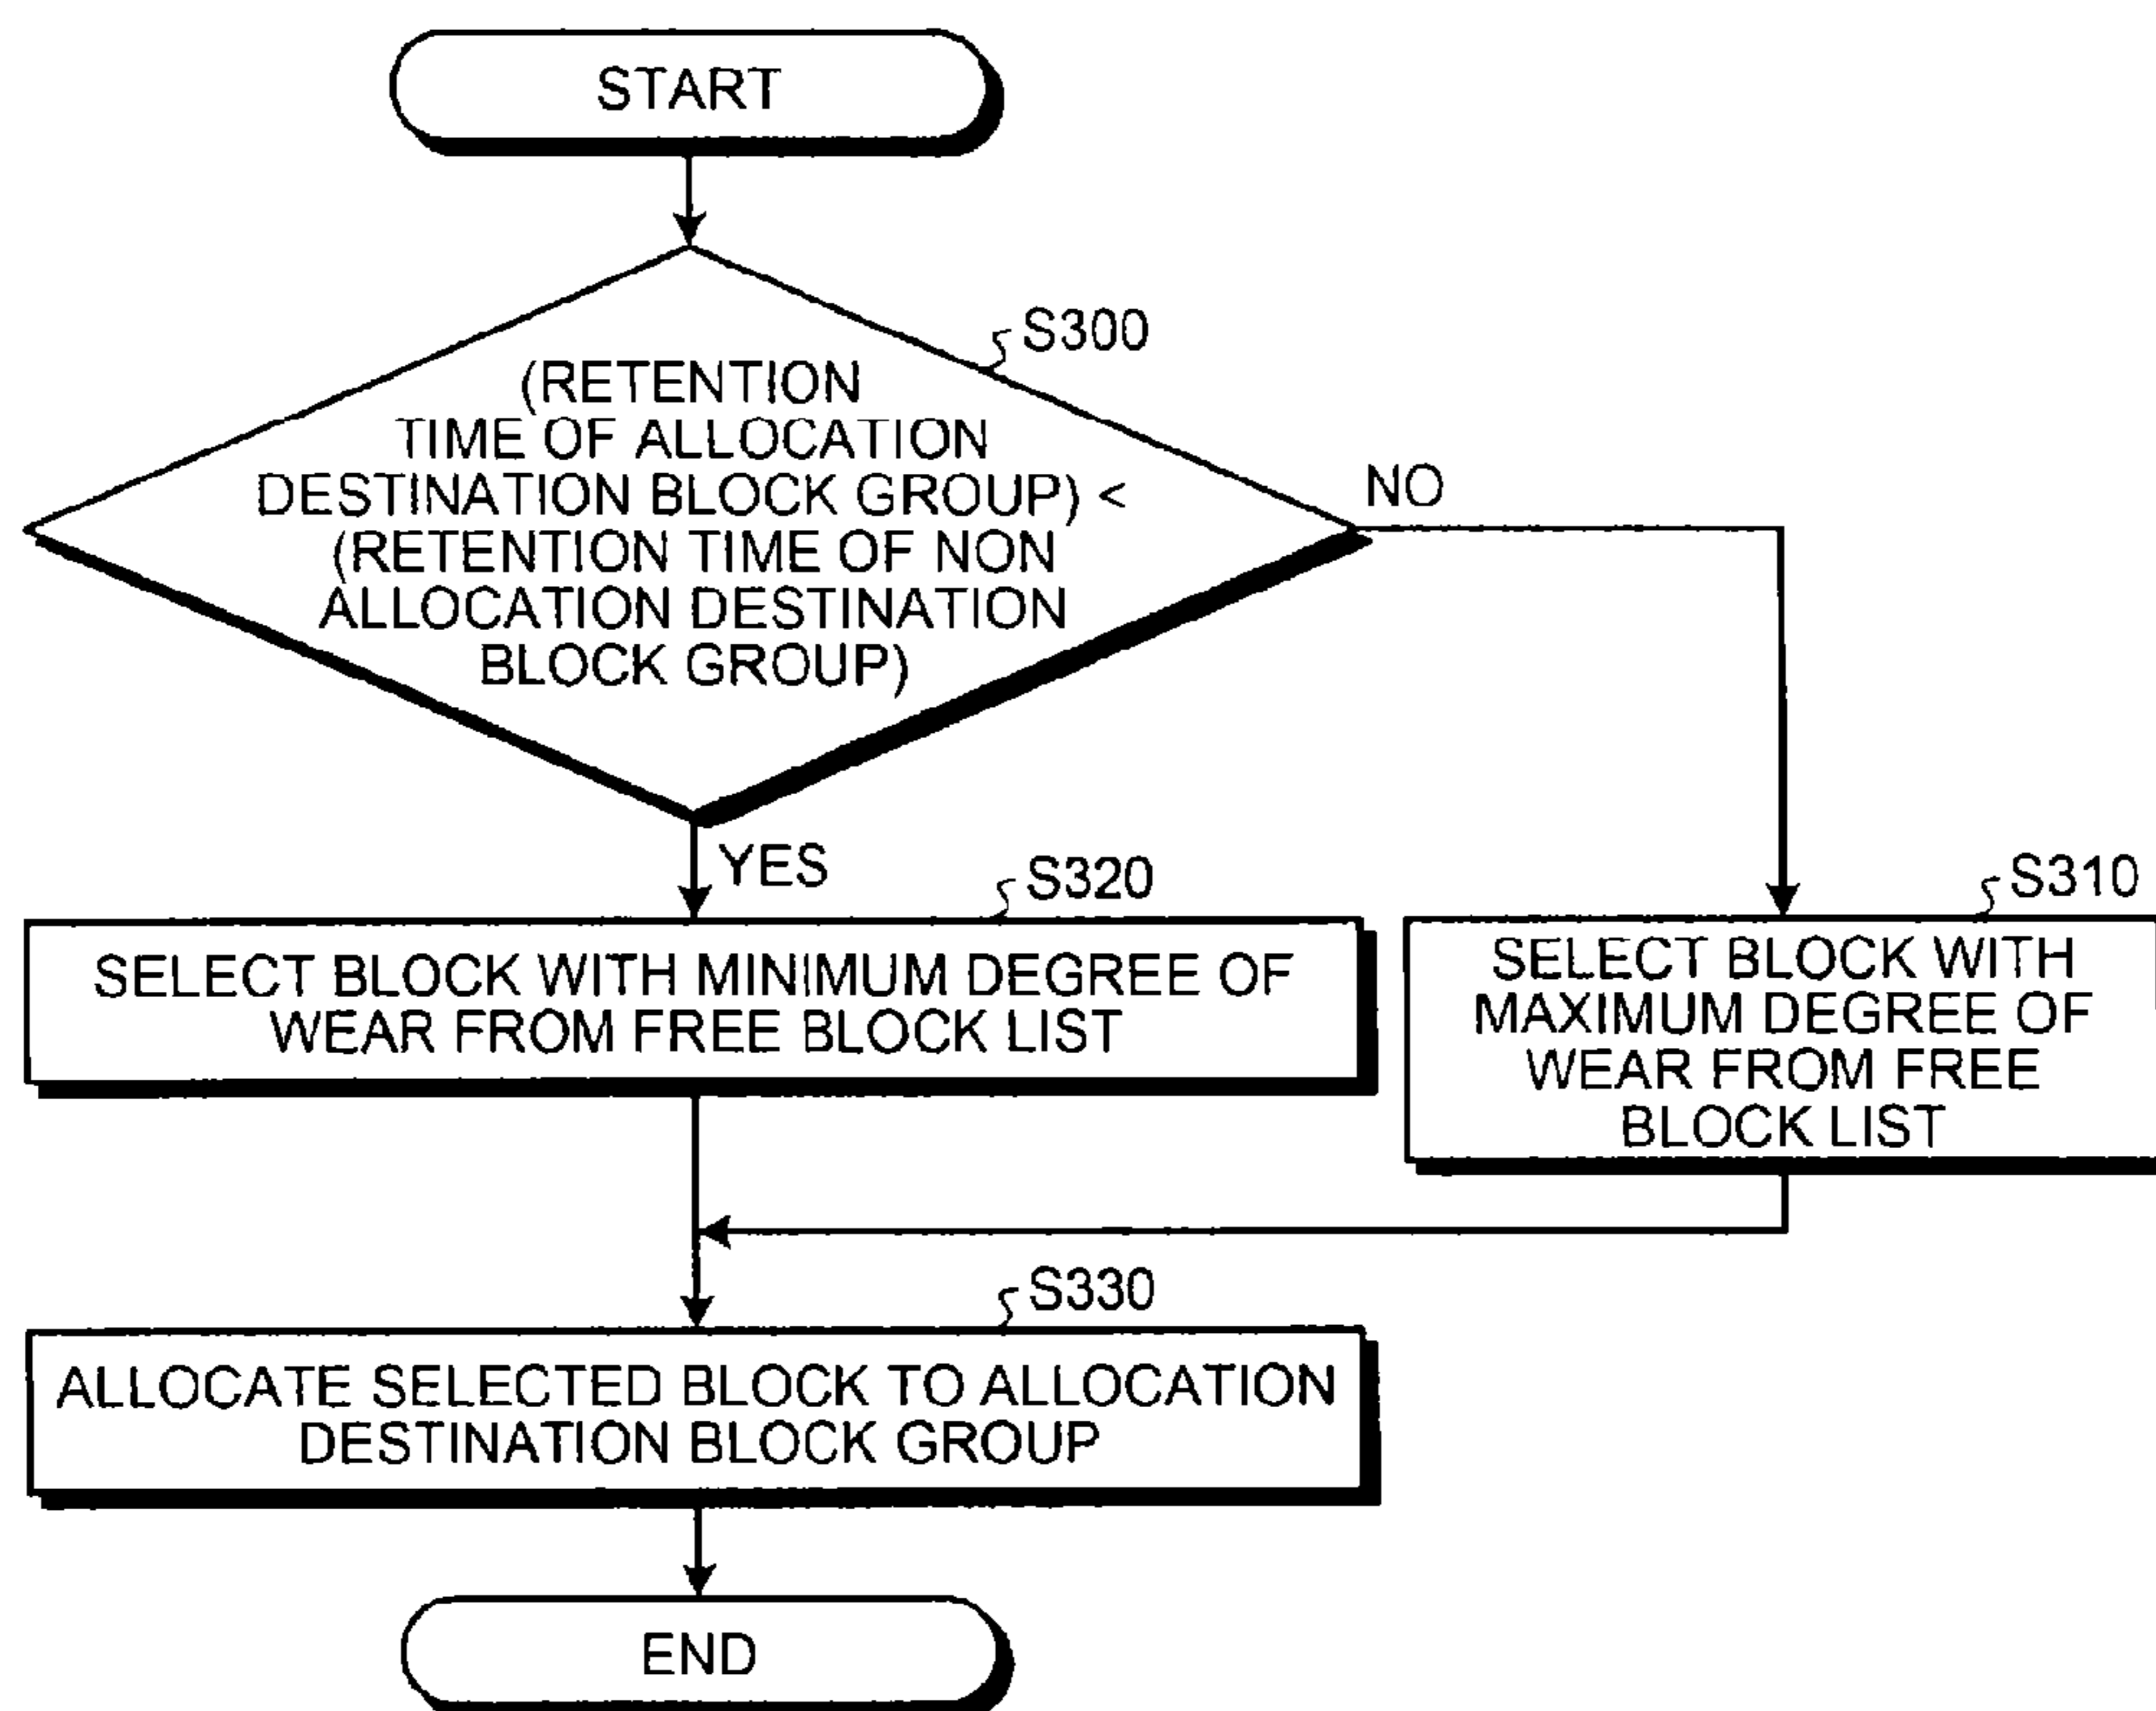 START
S300
(RETENTION
TIME OF ALLOCATION
DESTINATION BLOCK GROUP) <
(RETENTION TIME OF NON
ALLOCATION DESTINATION
BLOCK GROUP)
NO
YES
S320
SELECT BLOCK WITH MINIMUM DEGREE OF
WEAR FROM FREE BLOCK LIST
S310
SELECT BLOCK WITH
MAXIMUM DEGREE OF
WEAR FROM FREE
BLOCK LIST
S330
ALLOCATE SELECTED BLOCK TO ALLOCATION
DESTINATION BLOCK GROUP
END